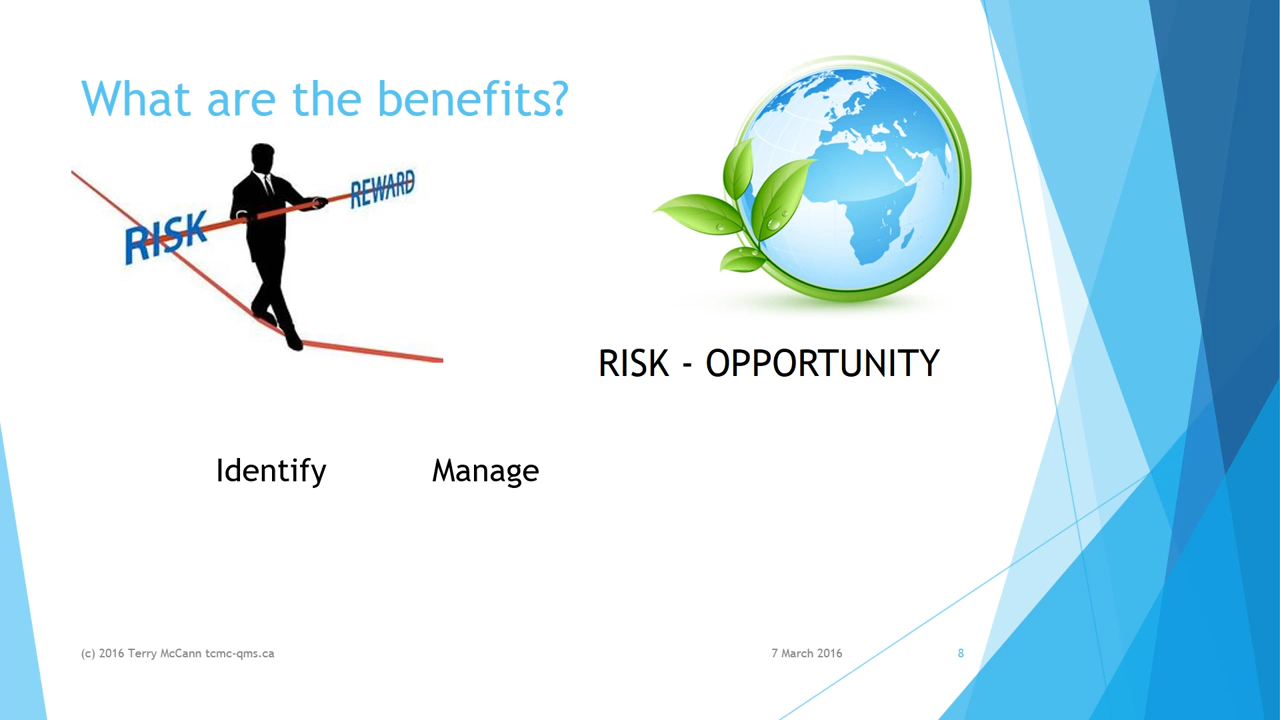 What are the benefits?
RISK
REWARD
RISK - OPPORTUNITY
Identify
Manage
(c) 2016 Terry McCann tcmc-qms.ca
7 March 2016
8